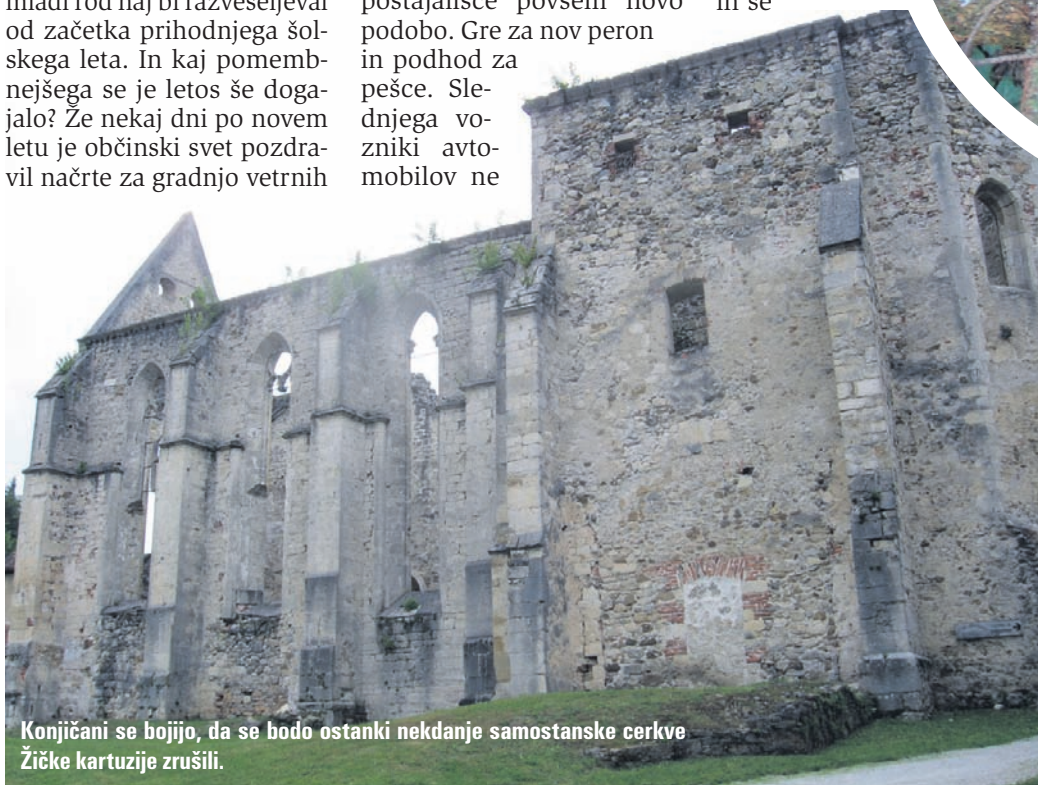 mladi rod naj bi razveseljeval
od začetka prihodnjega šol-
skega leta. In kaj pomemb-
nejšega se je letos še doga-
jalo? Že nekaj dni po novem
letu je občinski svet pozdra-
vil načrte za gradnjo vetrnih
postajališče povsem novo
podobo. Gre za nov peron
in podhod za
pešce. Sle-
dnjega vo-
zniki avto-
mobilov ne
in se
Konjičani se bojijo, da se bodo ostanki nekdanje samostanske cerkve
Žičke kartuzije zrušili.